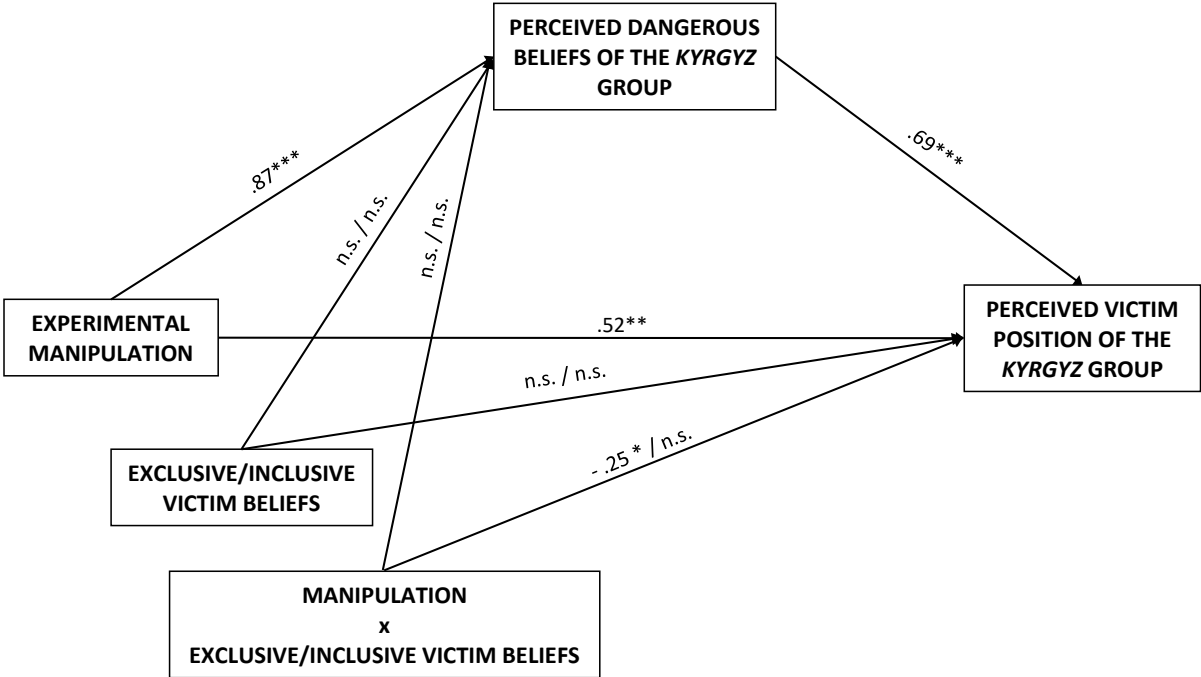 PERCEIVED DANGEROUS
BELIEFS OF THE KYRGYZ
GROUP
.87***
.69***
n.s. / n.s.
n.s. / n.s.
EXPERIMENTAL
MANIPULATION
.52**
PERCEIVED VICTIM
POSITION OF THE
KYRGYZ GROUP
n.s. / n.s.
- .25 * / n.s.
EXCLUSIVE/INCLUSIVE
VICTIM BELIEFS
MANIPULATION
x
EXCLUSIVE/INCLUSIVE VICTIM BELIEFS